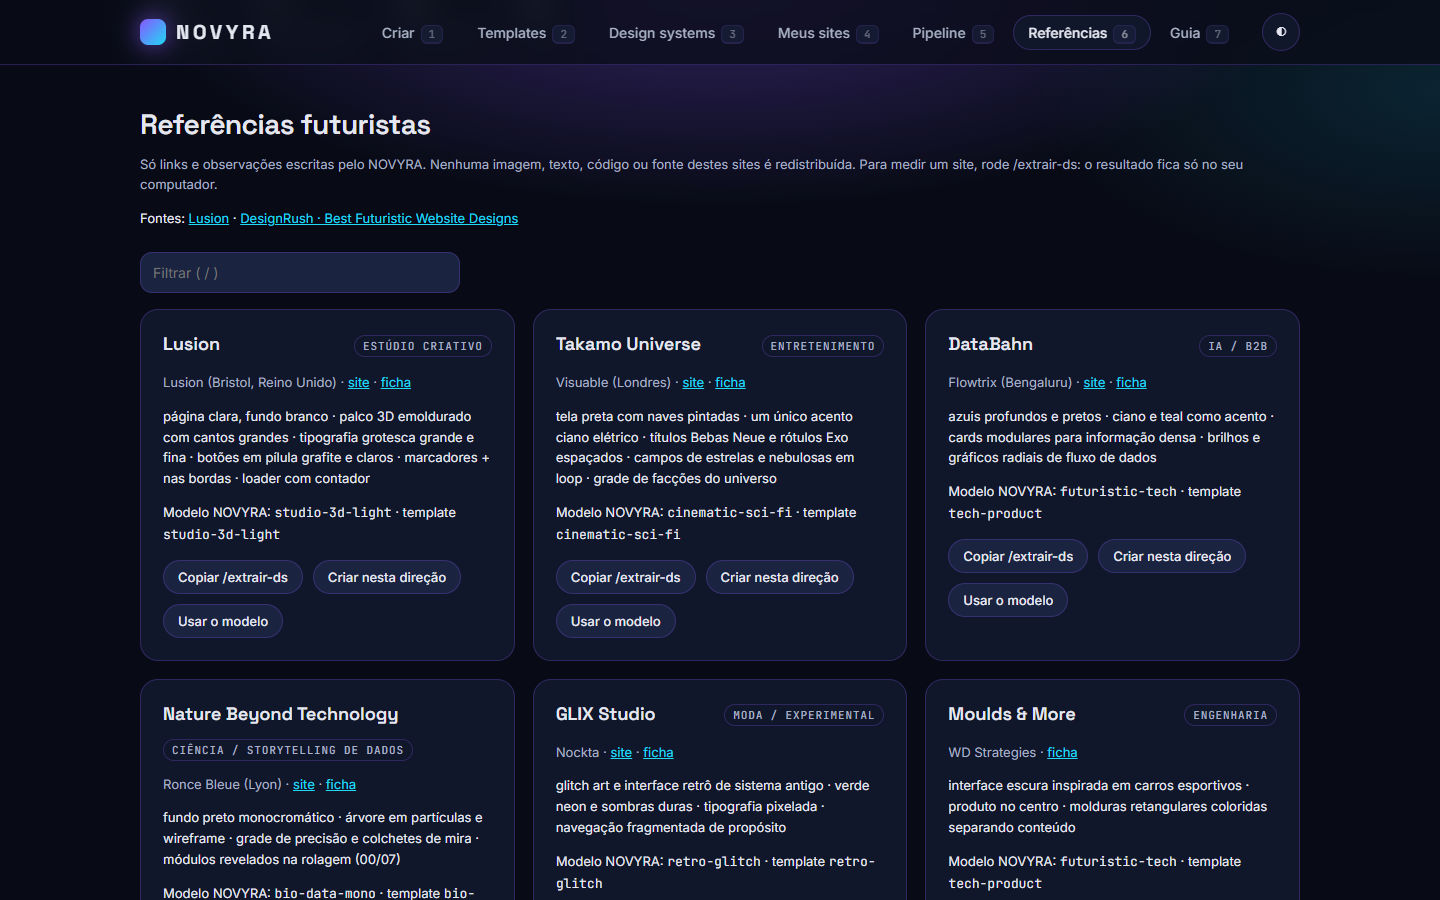 NOVYRA
Criar 1
Templates 2
Design systems 3
Meus sites 4
Pipeline 5
Referências 6
Guia 7
Referências futuristas
Só links e observações escritas pelo NOVYRA. Nenhuma imagem, texto, código ou fonte destes sites é redistribuída. Para medir um site, rode /extrair-ds: o resultado fica só no seu
computador.
Fontes: Lusion · DesignRush · Best Futuristic Website Designs
Filtrar ( / )
Lusion
ESTÚDIO CRIATIVO
Lusion (Bristol, Reino Unido) · site · ficha
página clara, fundo branco · palco 3D emoldurado
com cantos grandes · tipografia grotesca grande e
fina · botões em pílula grafite e claros · marcadores +
nas bordas · loader com contador
Modelo NOVYRA: studio-3d-light · template
studio-3d-light
Copiar /extrair-ds
Criar nesta direção
Usar o modelo
Takamo Universe
ENTRETENIMENTO
Visuable (Londres) · site · ficha
tela preta com naves pintadas · um único acento
ciano elétrico · títulos Bebas Neue e rótulos Exo
espaçados · campos de estrelas e nebulosas em
loop · grade de facções do universo
Modelo NOVYRA: cinematic-sci-fi · template
cinematic-sci-fi
Copiar /extrair-ds
Criar nesta direção
Usar o modelo
DataBahn
IA / B2B
Flowtrix (Bengaluru) · site · ficha
azuis profundos e pretos · ciano e teal como acento ·
cards modulares para informação densa · brilhos e
gráficos radiais de fluxo de dados
Modelo NOVYRA: futuristic-tech · template
tech-product
Copiar /extrair-ds
Criar nesta direção
Usar o modelo
Nature Beyond Technology
CIÊNCIA / STORYTELLING DE DADOS
Ronce Bleue (Lyon) · site · ficha
fundo preto monocromático · árvore em partículas e
wireframe · grade de precisão e colchetes de mira ·
módulos revelados na rolagem (00/07)
Modelo NOVYRA: bio-data-mono · template bio-
GLIX Studio
MODA / EXPERIMENTAL
Nockta · site · ficha
glitch art e interface retrô de sistema antigo · verde
neon e sombras duras · tipografia pixelada ·
navegação fragmentada de propósito
Modelo NOVYRA: retro-glitch · template retro-
glitch
Moulds & More
ENGENHARIA
WD Strategies · ficha
interface escura inspirada em carros esportivos ·
produto no centro · molduras retangulares coloridas
separando conteúdo
Modelo NOVYRA: futuristic-tech · template
tech-product